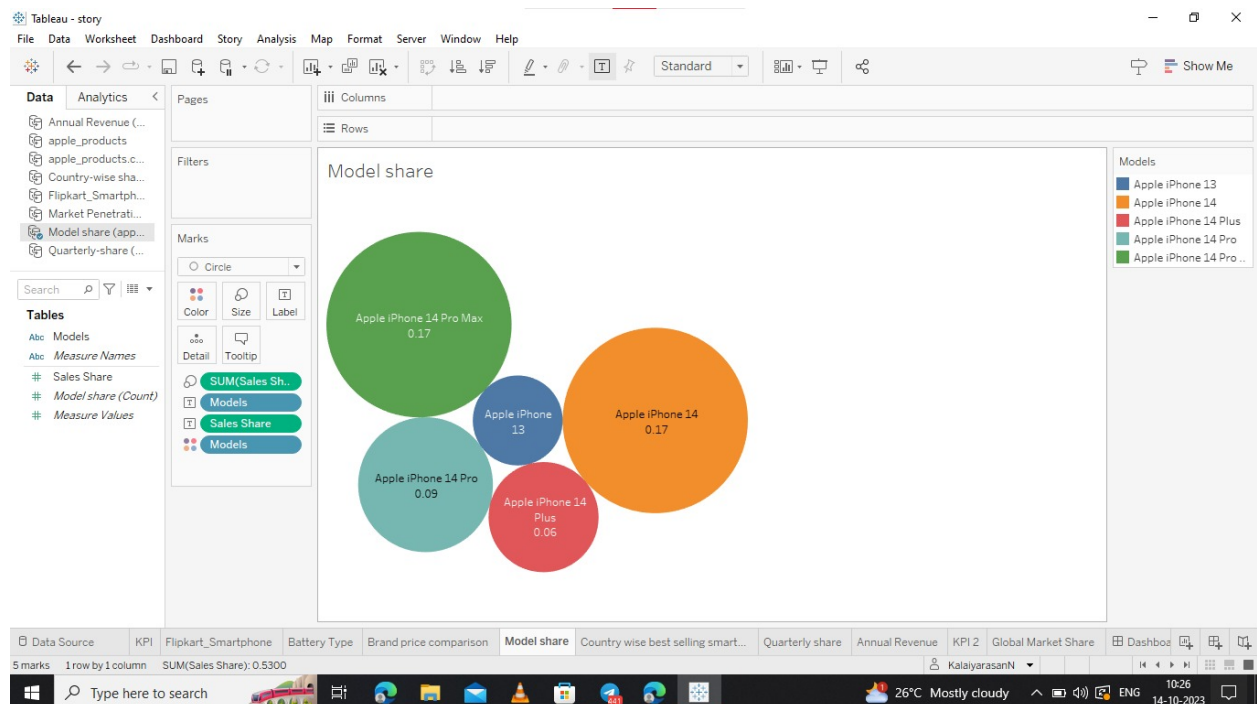 Tableau - story
File Data Worksheet Dashboard Story Analysis Map Format Server Window Help
Standard
Show Me
Data Analytics
Annual Revenue (...
apple_products
apple_products.c...
Country-wise sha...
Flipkart_Smartph...
Market Penetrati...
Model share (app...
Quarterly-share (...
Search
Tables
Abc Models
Abc Measure Names
# Sales Share
# Model share (Count)
# Measure Values
Pages
Filters
Marks
Circle
Color Size Label
Detail Tooltip
SUM(Sales Sh..
Models
Sales Share
Models
Columns
Rows
Model share
Apple iPhone 14 Pro Max
0.17
Apple iPhone
13
Apple iPhone 14
0.17
Apple iPhone 14 Pro
0.09
Apple iPhone 14
Plus
0.06
Models
Apple iPhone 13
Apple iPhone 14
Apple iPhone 14 Plus
Apple iPhone 14 Pro
Apple iPhone 14 Pro ..
Data Source KPI Flipkart_Smartphone Battery Type Brand price comparison Model share Country wise best selling smart... Quarterly share Annual Revenue KPI 2 Global Market Share Dashboa
5 marks 1 row by 1 column SUM(Sales Share): 0.5300 KalaiyarasanN
Type here to search 441 26°C Mostly cloudy ENG 10:26
14-10-2023